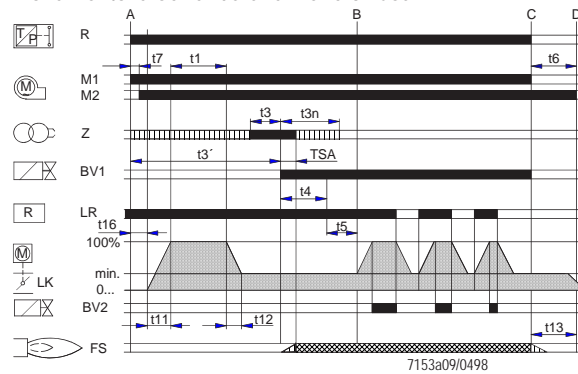 A B C D
T P R
t7 t1 t6
M M1
M2
t3 t3n
Z
t3´ TSA
BV1
t4
R LR
t16 t5
100%
M
min.
LK
0...
BV2
t11 t12
FS t13
7153a09/0498